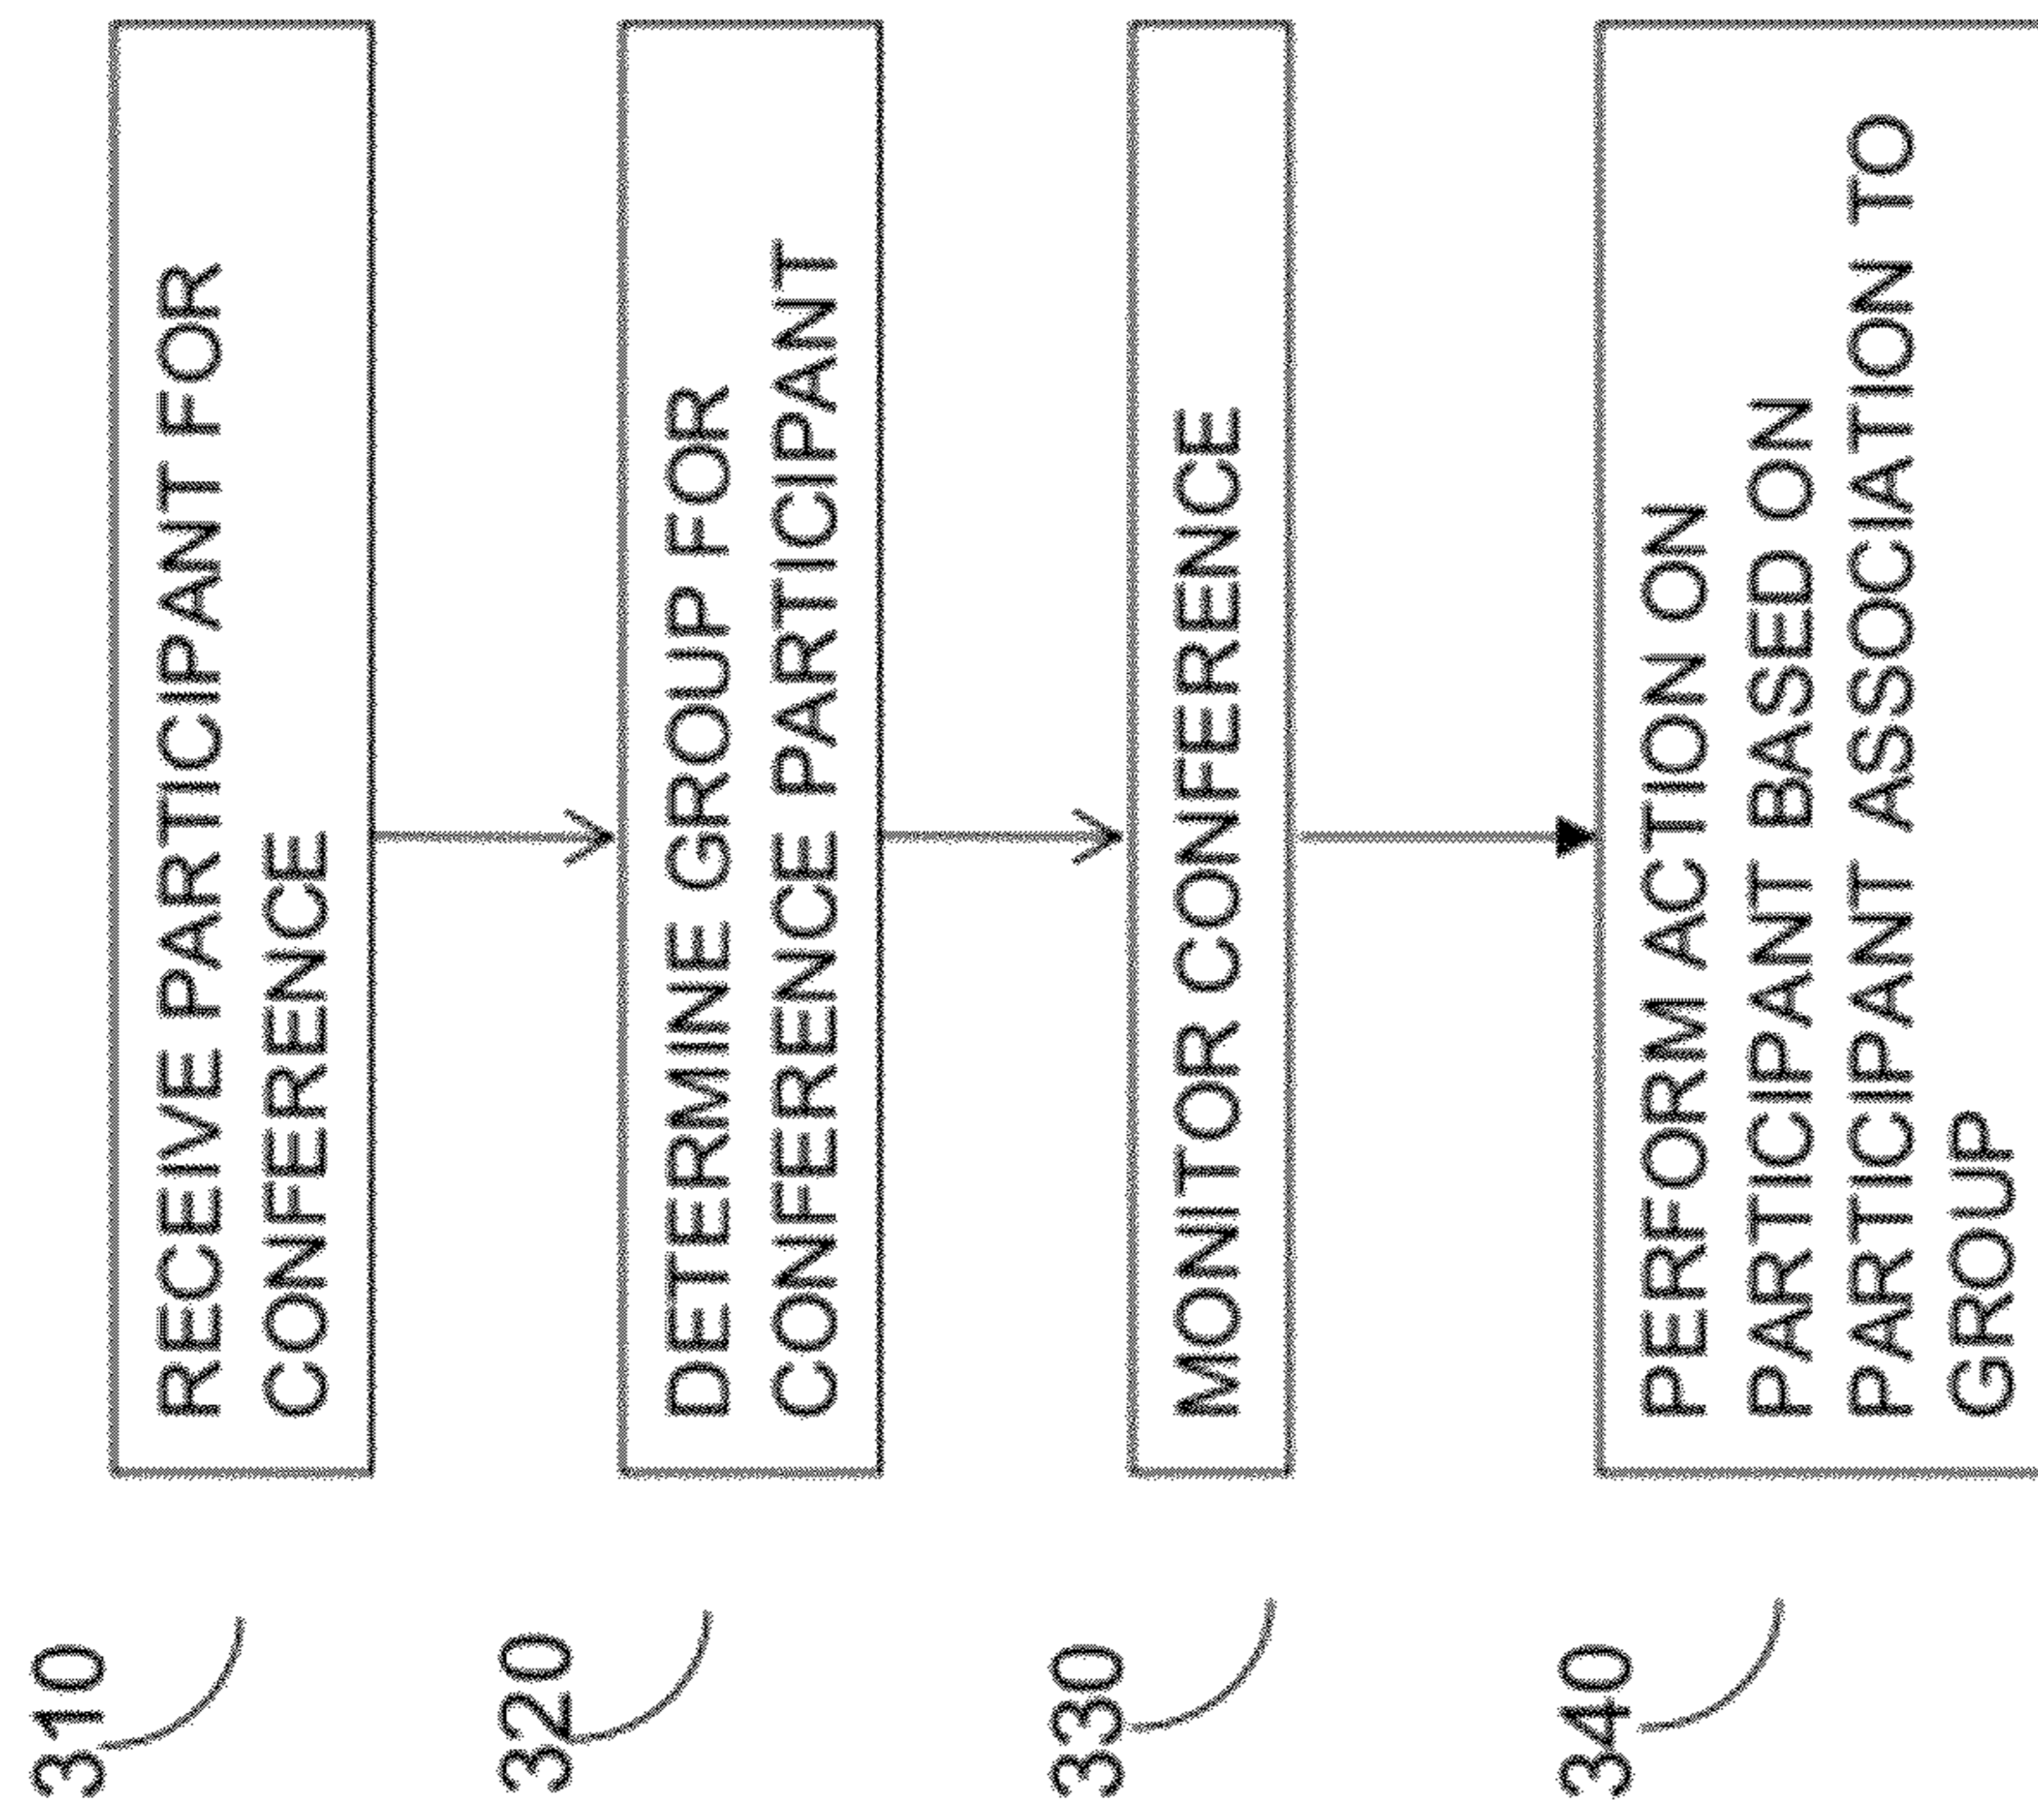 310
RECEIVE PARTICIPANT FOR
CONFERENCE
320
DETERMINE GROUP FOR
CONFERENCE PARTICIPANT
330
MONITOR CONFERENCE
340
PERFORM ACTION ON
PARTICIPANT BASED ON
PARTICIPANT ASSOCIATION TO
GROUP